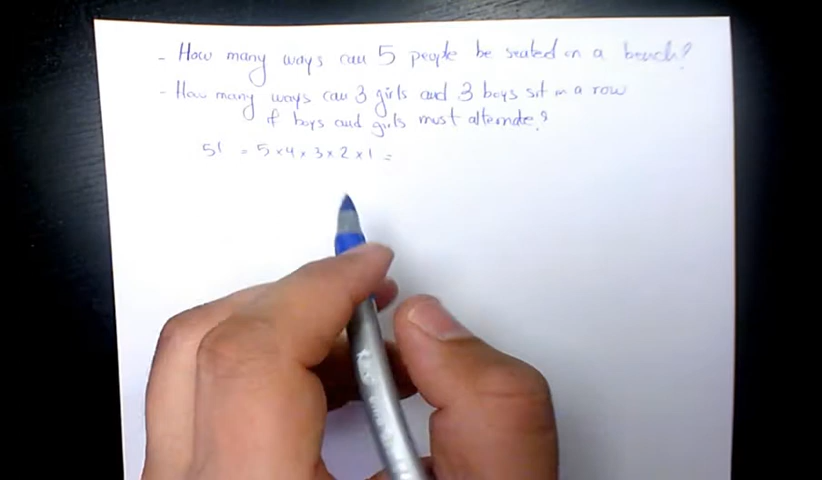 - How many ways can 5 people be seated on a bench?
- How many ways can 3 girls and 3 boys sit in a row
if boys and girls must alternate?
5! = 5 × 4 × 3 × 2 × 1 =